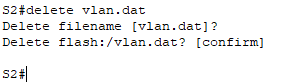 S2#delete vlan.dat
Delete filename [vlan.dat]?
Delete flash:/vlan.dat? [confirm]
S2#